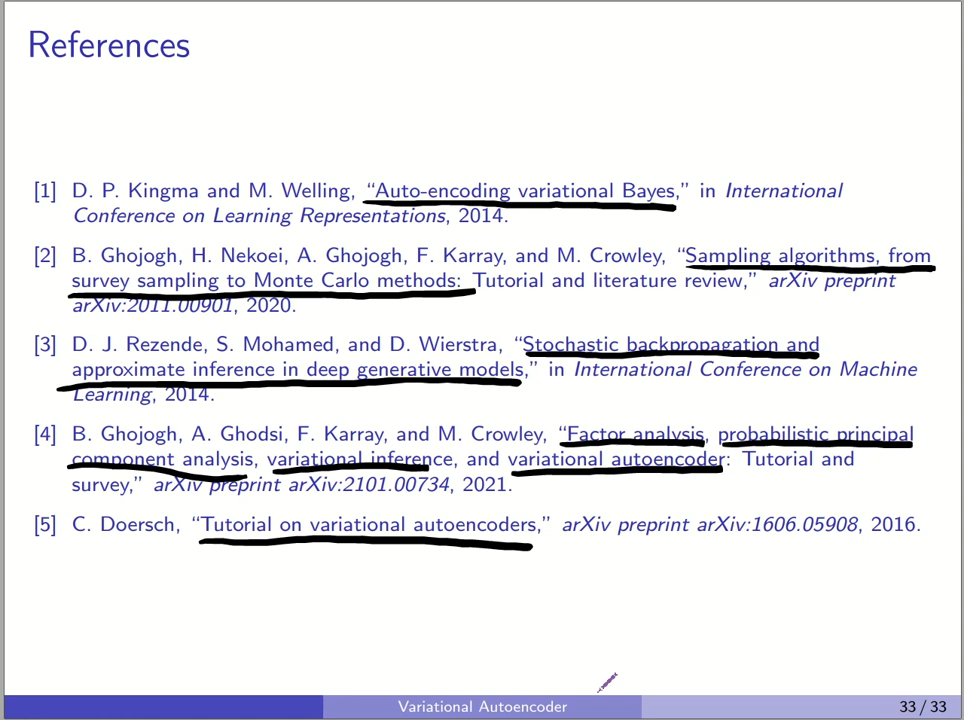 References
[1] D. P. Kingma and M. Welling, “Auto-encoding variational Bayes,” in International
Conference on Learning Representations, 2014.
[2] B. Ghojogh, H. Nekoei, A. Ghojogh, F. Karray, and M. Crowley, “Sampling algorithms, from
survey sampling to Monte Carlo methods: Tutorial and literature review,” arXiv preprint
arXiv:2011.00901, 2020.
[3] D. J. Rezende, S. Mohamed, and D. Wierstra, “Stochastic backpropagation and
approximate inference in deep generative models,” in International Conference on Machine
Learning, 2014.
[4] B. Ghojogh, A. Ghodsi, F. Karray, and M. Crowley, “Factor analysis, probabilistic principal
component analysis, variational inference, and variational autoencoder: Tutorial and
survey,” arXiv preprint arXiv:2101.00734, 2021.
[5] C. Doersch, “Tutorial on variational autoencoders,” arXiv preprint arXiv:1606.05908, 2016.
Variational Autoencoder 33 / 33